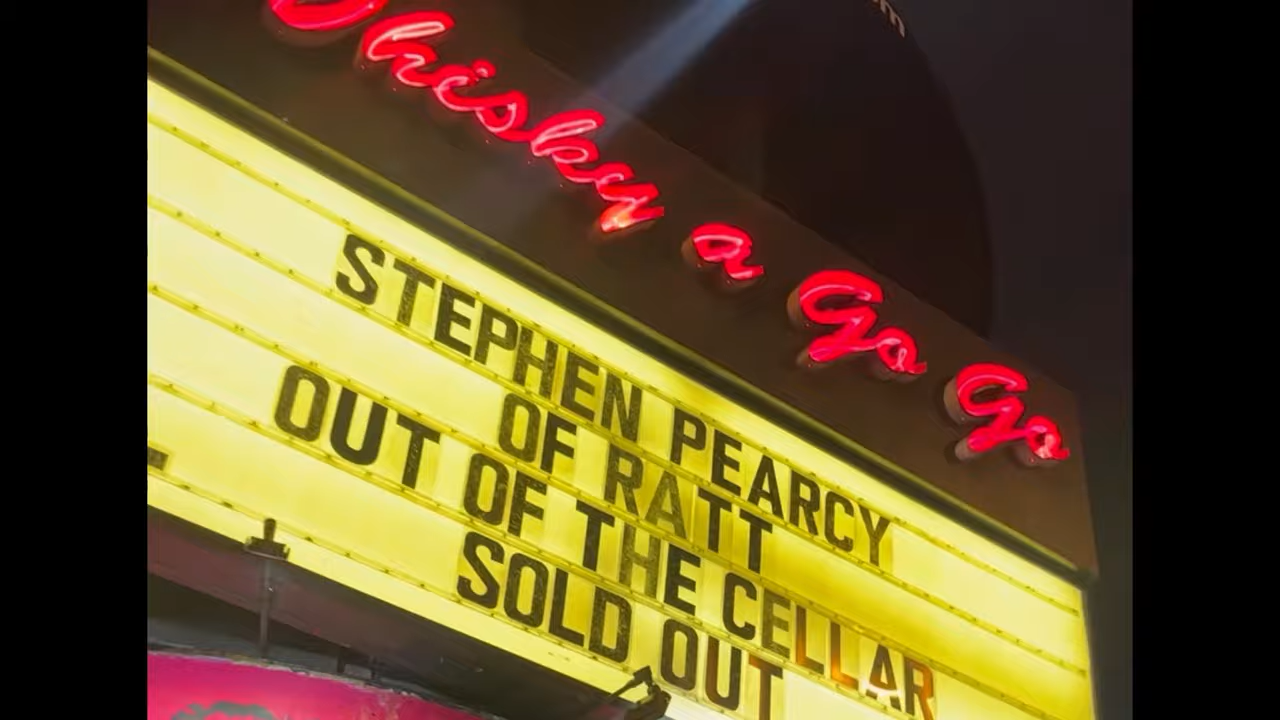 Whisky a Go Go
STEPHEN PEARCY
OF RATT
OUT OF THE CELLAR
SOLD OUT